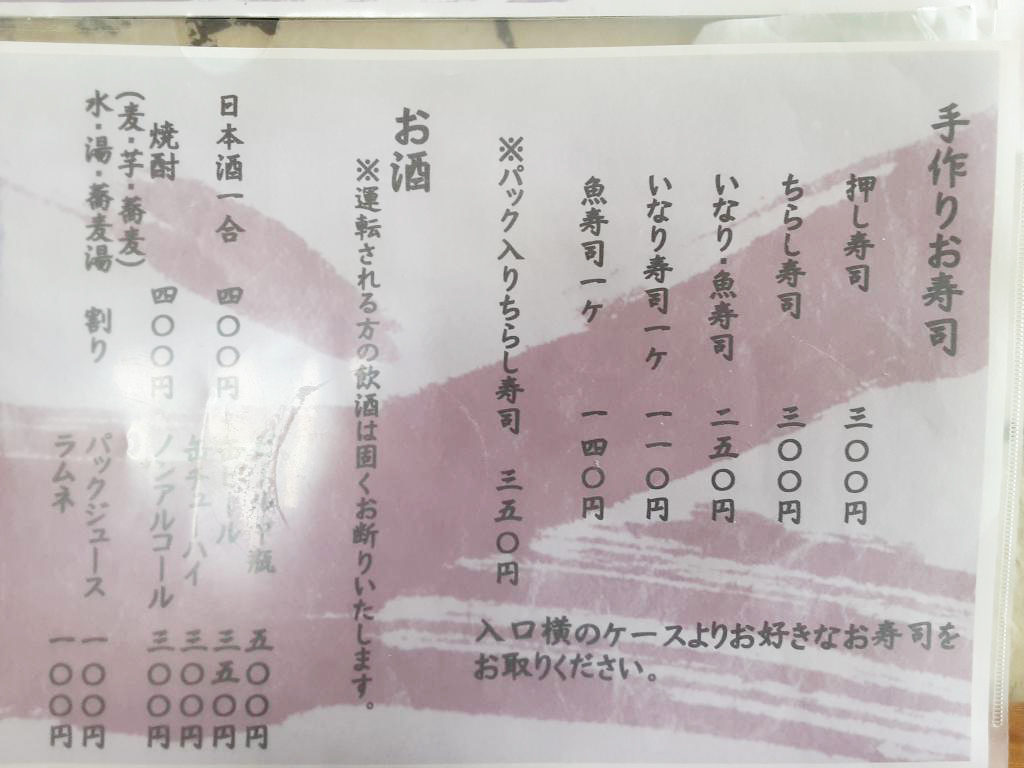 手作りお寿司
押し寿司 三〇〇円
ちらし寿司 三〇〇円
いなり・魚寿司 二五〇円
いなり寿司一ケ 一一〇円
魚寿司一ケ 一四〇円
※パック入りちらし寿司 三五〇円
入口横のケースよりお好きなお寿司を
お取りください。
お酒
※運転される方の飲酒は固くお断りいたします。
日本酒一合 四〇〇円
焼酎 四〇〇円
(麦・芋・蕎麦)
水・湯・蕎麦湯 割り
瓶 五〇〇円
ール 三五〇円
缶チューハイ 三〇〇円
ノンアルコール 三〇〇円
パックジュース 一〇〇円
ラムネ 一〇〇円